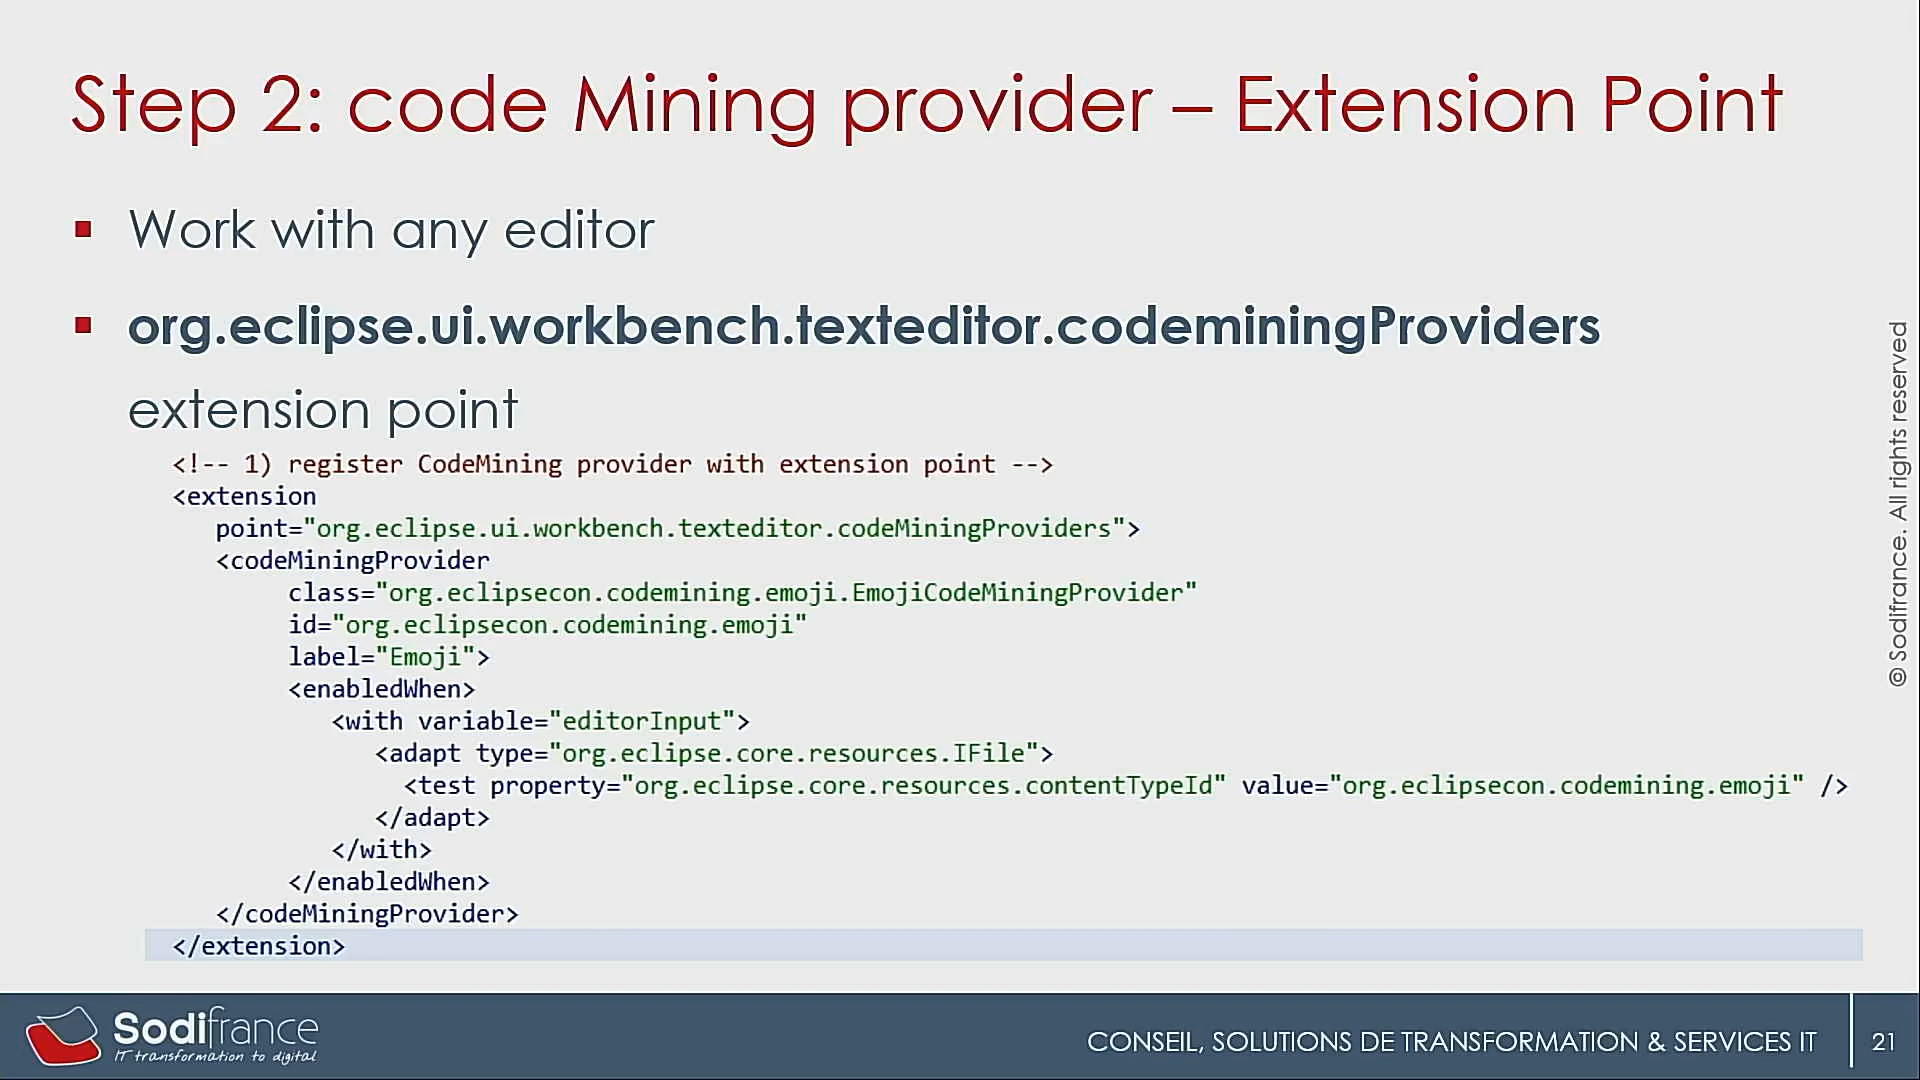 Step 2: code Mining provider – Extension Point
▪ Work with any editor
▪ org.eclipse.ui.workbench.texteditor.codeminingProviders
extension point
<!-- 1) register CodeMining provider with extension point -->
<extension
point="org.eclipse.ui.workbench.texteditor.codeMiningProviders">
<codeMiningProvider
class="org.eclipsecon.codemining.emoji.EmojiCodeMiningProvider"
id="org.eclipsecon.codemining.emoji"
label="Emoji">
<enabledWhen>
<with variable="editorInput">
<adapt type="org.eclipse.core.resources.IFile">
<test property="org.eclipse.core.resources.contentTypeId" value="org.eclipsecon.codemining.emoji" />
</adapt>
</with>
</enabledWhen>
</codeMiningProvider>
</extension>
© Sodifrance. All rights reserved
Sodifrance
IT transformation to digital
CONSEIL, SOLUTIONS DE TRANSFORMATION & SERVICES IT
21